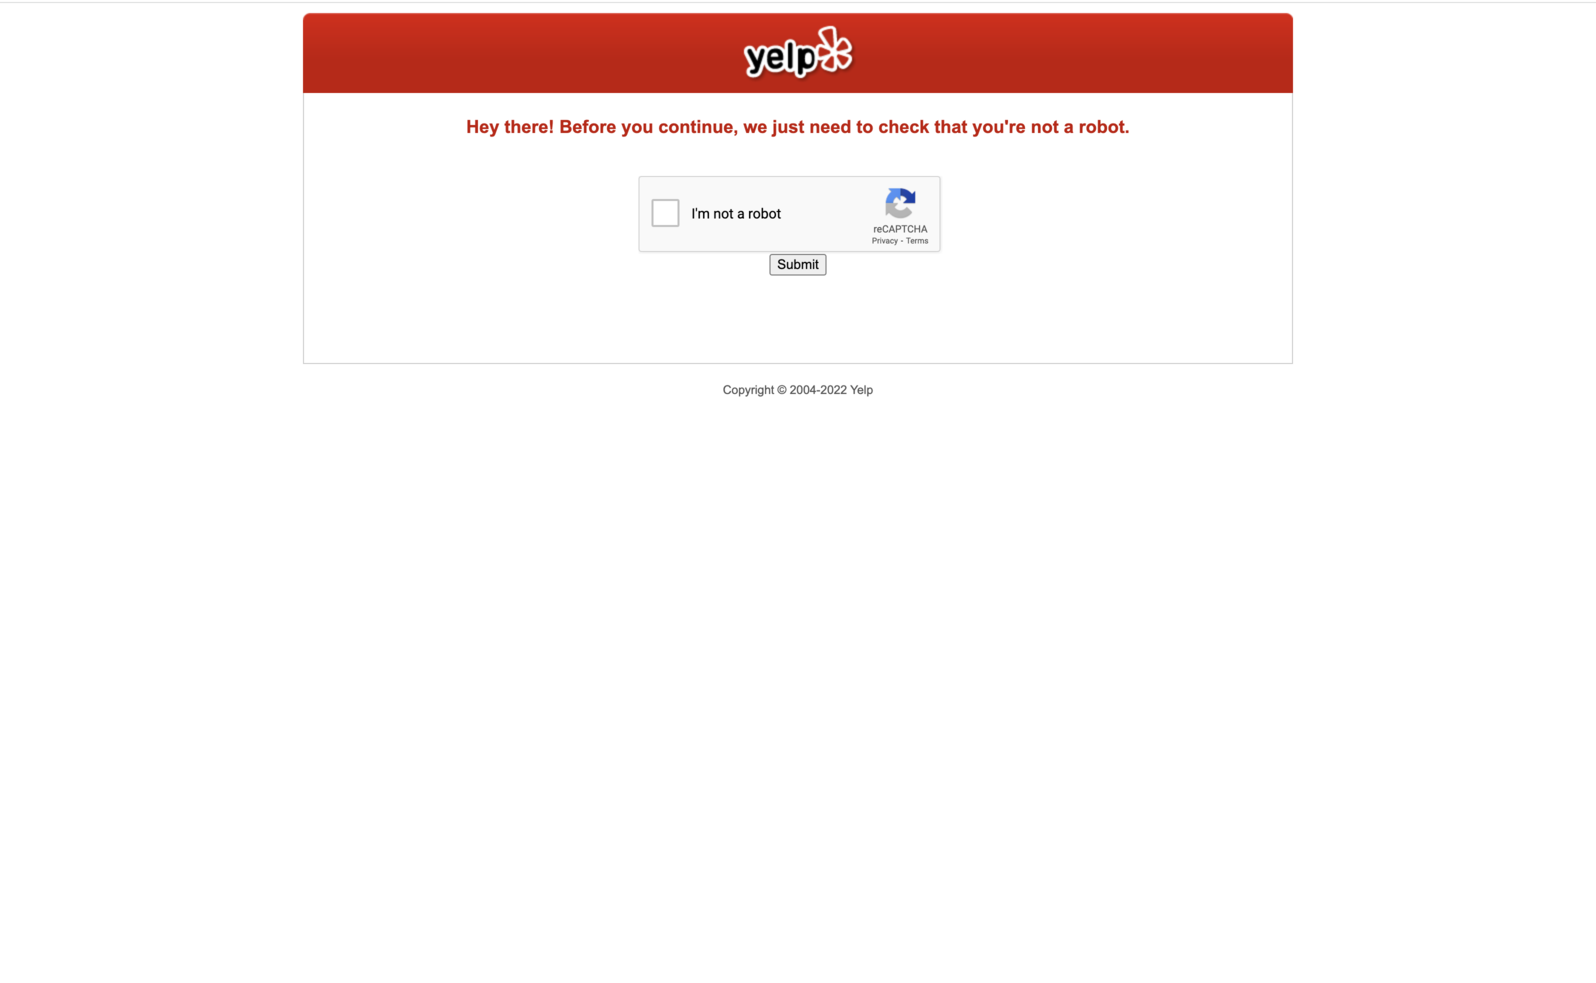 yelp
Hey there! Before you continue, we just need to check that you're not a robot.
I'm not a robot
reCAPTCHA
Privacy - Terms
Submit
Copyright © 2004-2022 Yelp